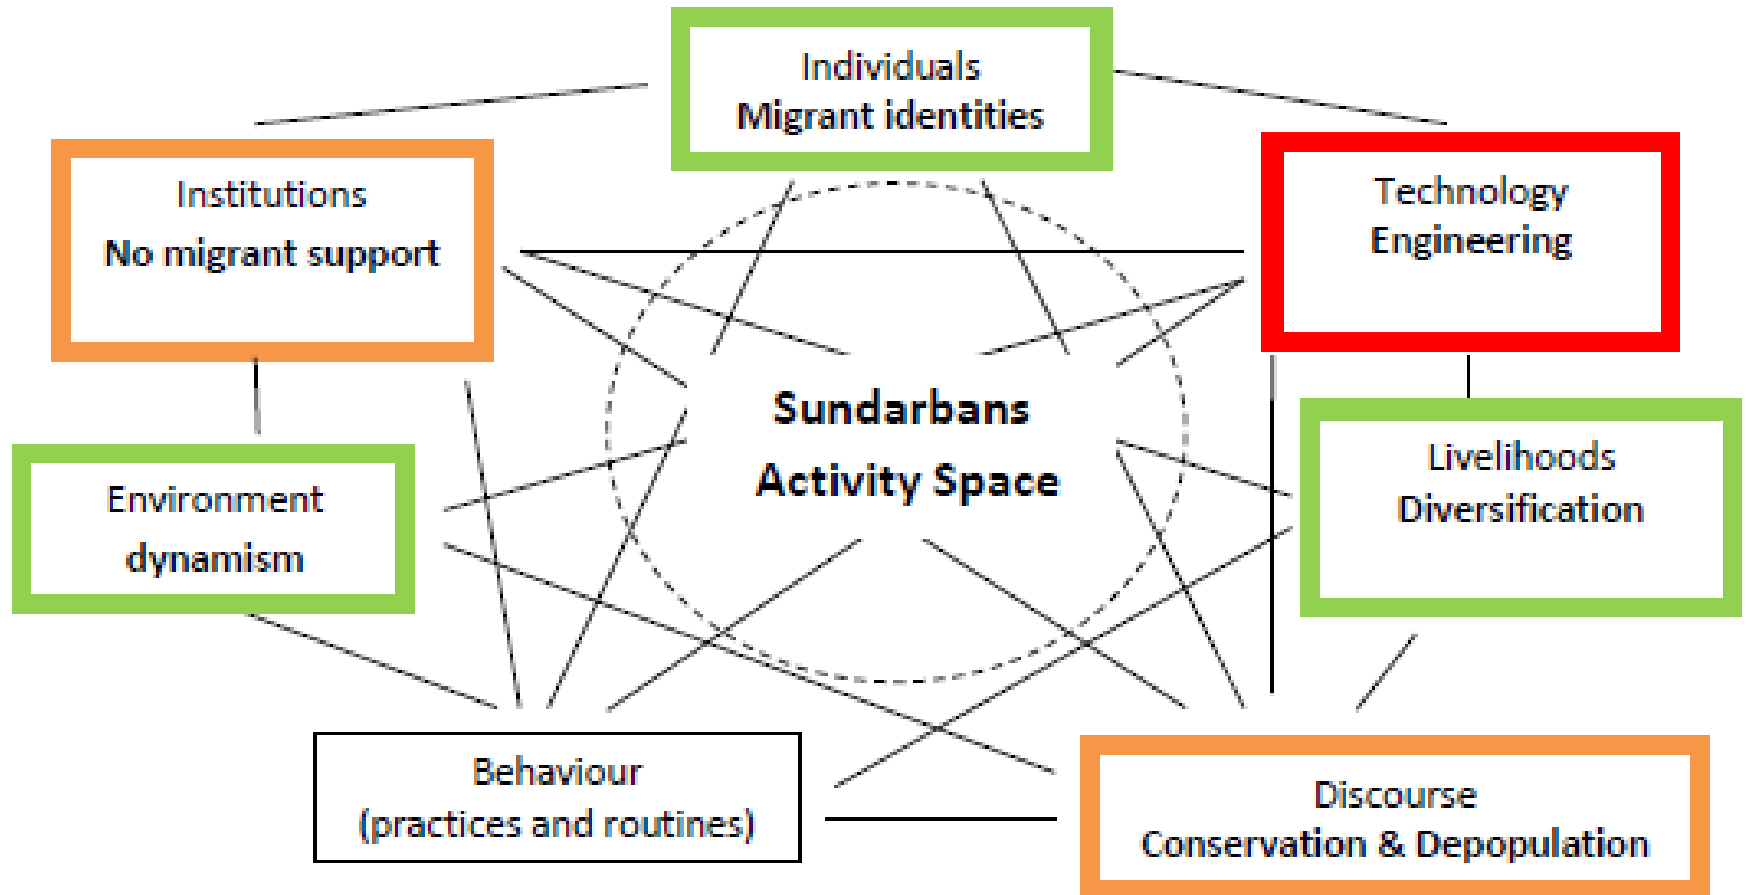 Individuals
Migrant identities
Institutions
No migrant support
Technology
Engineering
Sundarbans
Activity Space
Environment
dynamism
Livelihoods
Diversification
Behaviour
(practices and routines)
Discourse
Conservation & Depopulation